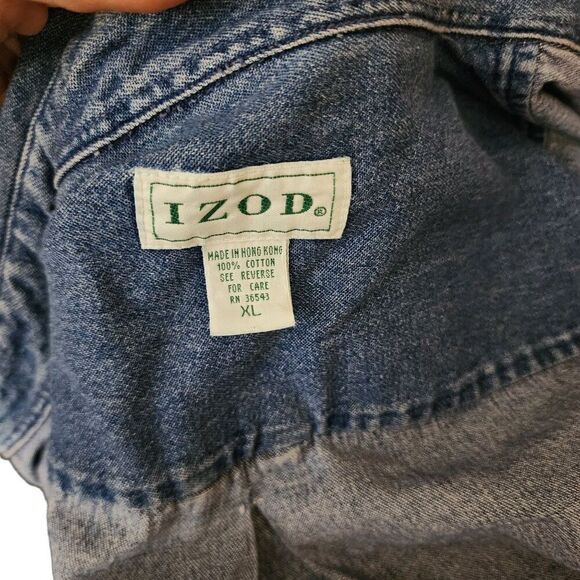 IZOD®
MADE IN HONG KONG
100% COTTON
SEE REVERSE
FOR CARE
RN 36543
XL